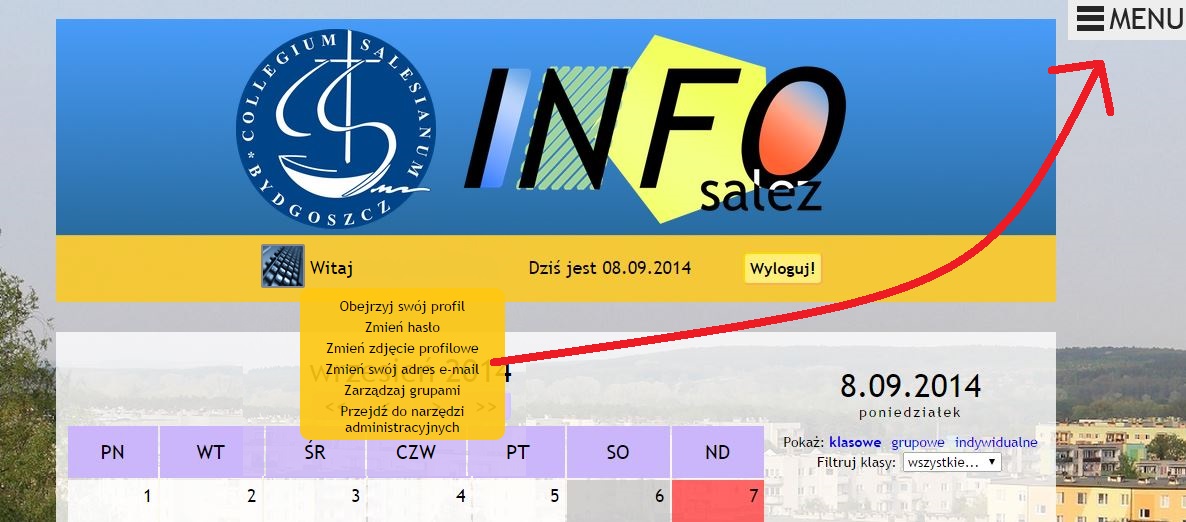 MENU
COLLEGIUM SALESIANUM * BYDGOSZCZ
INFO
salez
Witaj
Dziś jest 08.09.2014
Wyloguj!
Obejrzyj swój profil
Zmień hasło
Zmień zdjęcie profilowe
Zmień swój adres e-mail
Zarządzaj grupami
Przejdź do narzędzi
administracyjnych
wrzesień 2014
< >>
8.09.2014
poniedziałek
Pokaż: klasowe grupowe indywidualne
Filtruj klasy: wszystkie...
PN WT ŚR CZW PT SO ND
1 2 3 4 5 6 7